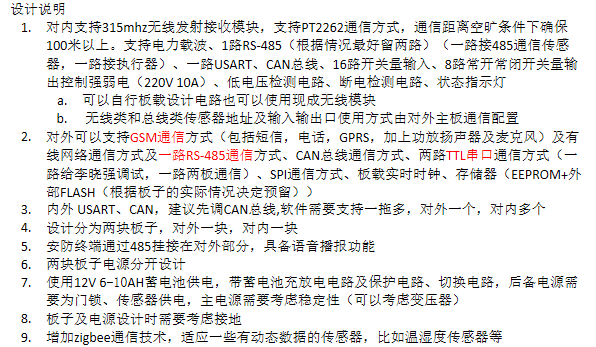 设计说明
1. 对内支持315mhz无线发射接收模块，支持PT2262通信方式，通信距离空旷条件下确保
100米以上。支持电力载波、1路RS-485（根据情况最好留两路）（一路接485通信传感
器，一路接执行器）、一路USART、CAN总线、16路开关量输入、8路常开常闭开关量输
出控制强弱电（220V 10A）、低电压检测电路、断电检测电路、状态指示灯
a. 可以自行板载设计电路也可以使用现成无线模块
b. 无线类和总线类传感器地址及输入输出口使用方式由对外主板通信配置
2. 对外可以支持GSM通信方式（包括短信，电话，GPRS，加上功放扬声器及麦克风）及有
线网络通信方式及一路RS-485通信方式、CAN总线通信方式、两路TTL串口通信方式（一
路给李晓强调试，一路两板通信）、SPI通信方式、板载实时时钟、存储器（EEPROM+外
部FLASH（根据板子的实际情况决定预留））
3. 内外 USART、CAN，建议先调CAN总线,软件需要支持一拖多，对外一个，对内多个
4. 设计分为两块板子，对外一块，对内一块
5. 安防终端通过485挂接在对外部分，具备语音播报功能
6. 两块板子电源分开设计
7. 使用12V 6-10AH蓄电池供电，带蓄电池充放电电路及保护电路、切换电路，后备电源需
要为门锁、传感器供电，主电源需要考虑稳定性（可以考虑变压器）
8. 板子及电源设计时需要考虑接地
9. 增加zigbee通信技术，适应一些有动态数据的传感器，比如温湿度传感器等